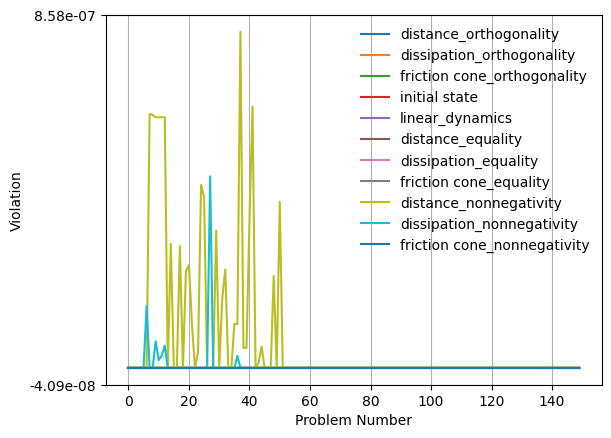 8.58e-07
distance_orthogonality
dissipation_orthogonality
friction cone_orthogonality
initial state
linear_dynamics
distance_equality
dissipation_equality
friction cone_equality
distance_nonnegativity
dissipation_nonnegativity
friction cone_nonnegativity
Violation
-4.09e-08
0 20 40 60 80 100 120 140
Problem Number